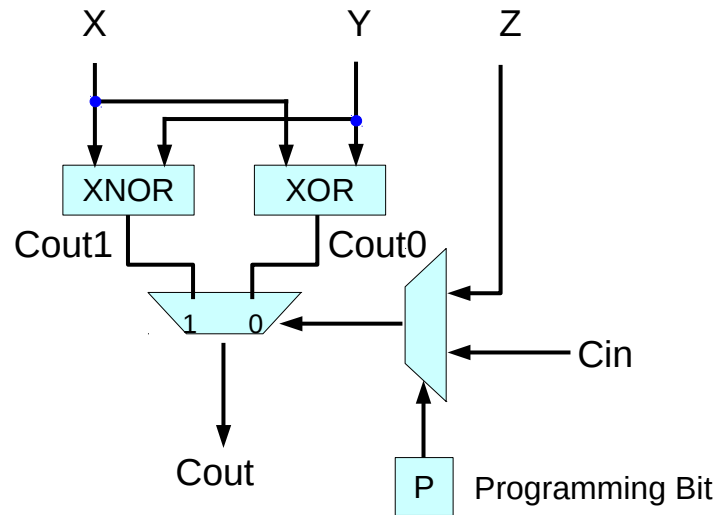 X Y Z
XNOR XOR
Cout1 Cout0
1 0
Cin
Cout
P Programming Bit